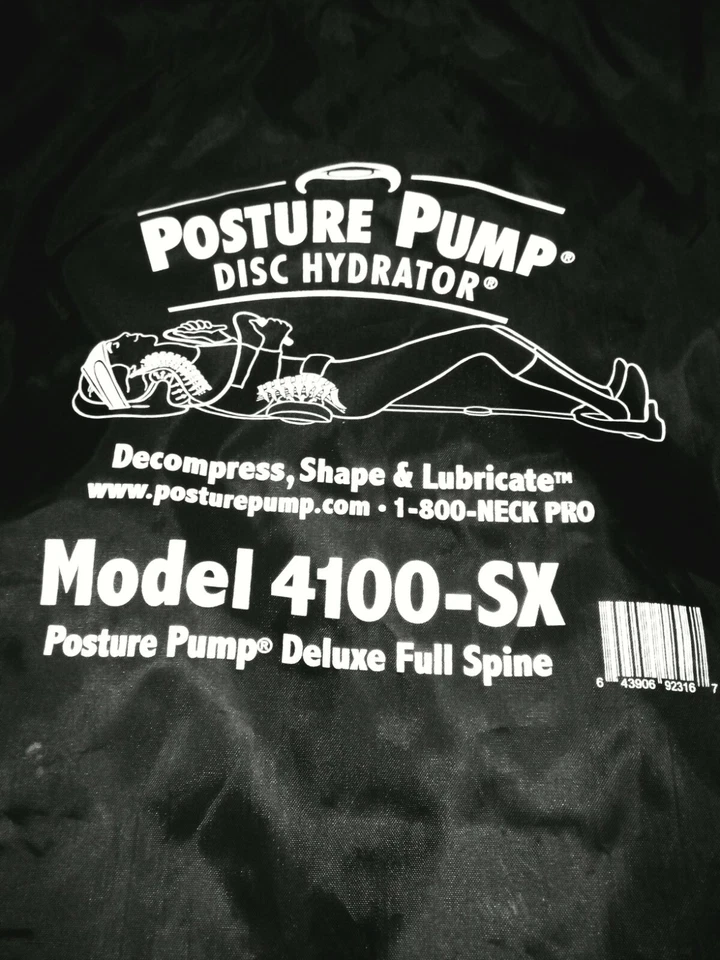 POSTURE PUMP®
DISC HYDRATOR®
Decompress, Shape & Lubricate™
www.posturepump.com • 1-800-NECK PRO
Model 4100-SX
Posture Pump® Deluxe Full Spine
6 43906 92316 7